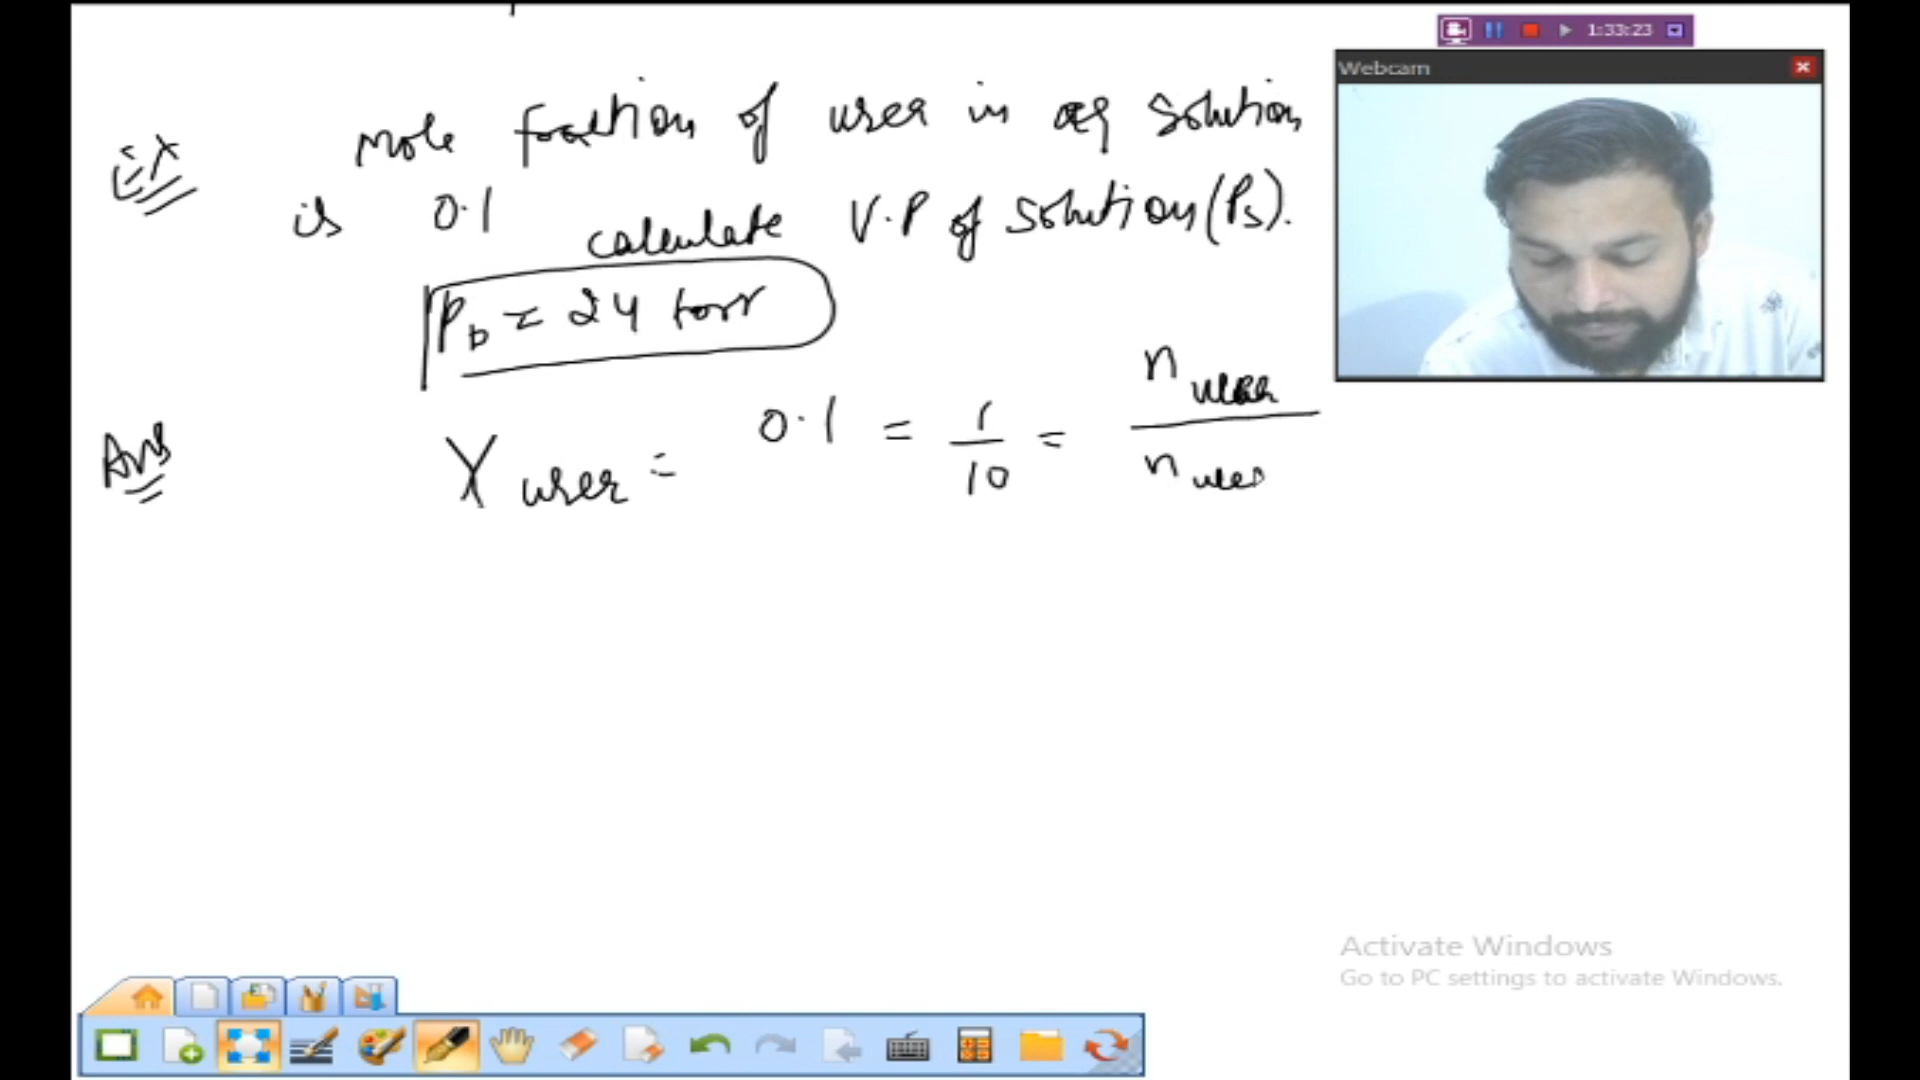 1:33:23
Webcam
Ex mole fraction of urea in aq solution
is 0.1 calculate V.P of solution (Ps).
P₀ = 24 torr
Ans X urea = 0.1 = 1/10 = n urea / n urea
Activate Windows
Go to PC settings to activate Windows.